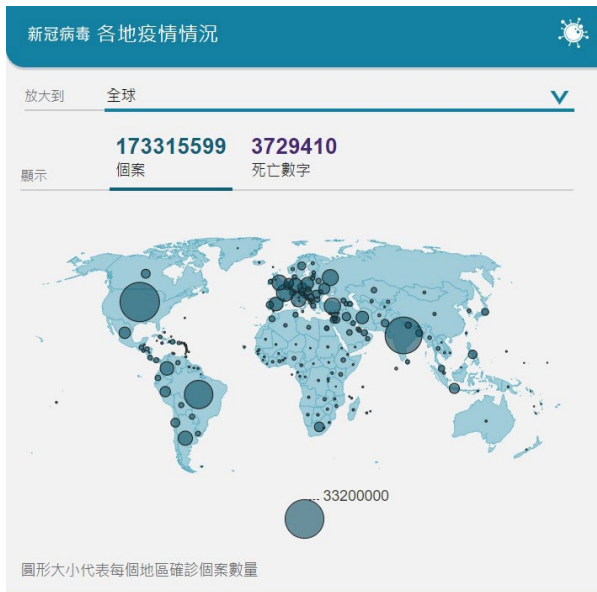 新冠病毒 各地疫情情況
放大到 全球
173315599 3729410
顯示 個案 死亡數字
33200000
圓形大小代表每個地區確診個案數量